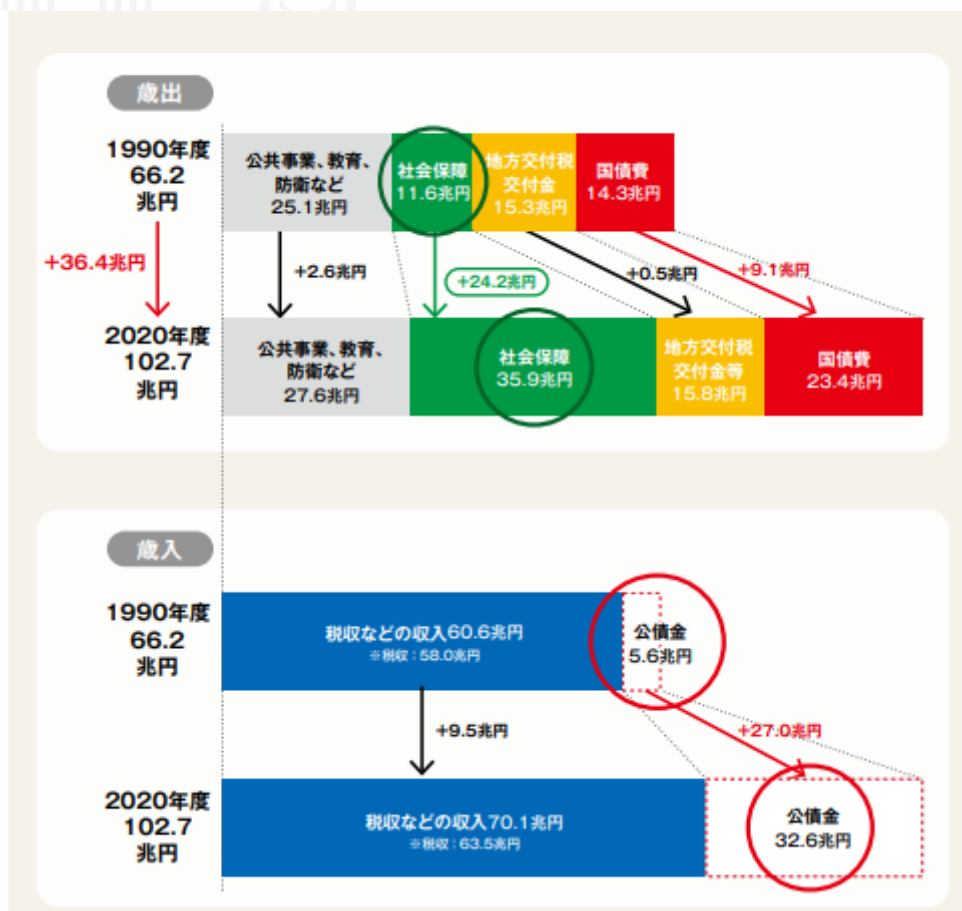 歳出
1990年度
66.2
兆円
公共事業、教育、
防衛など
25.1兆円
社会保障
11.6兆円
地方交付税
交付金
15.3兆円
国債費
14.3兆円
+36.4兆円
+2.6兆円
+24.2兆円
+0.5兆円
+9.1兆円
2020年度
102.7
兆円
公共事業、教育、
防衛など
27.6兆円
社会保障
35.9兆円
地方交付税
交付金等
15.8兆円
国債費
23.4兆円
歳入
1990年度
66.2
兆円
税収などの収入60.6兆円
※税収：58.0兆円
公債金
5.6兆円
+9.5兆円
+27.0兆円
2020年度
102.7
兆円
税収などの収入70.1兆円
※税収：63.5兆円
公債金
32.6兆円